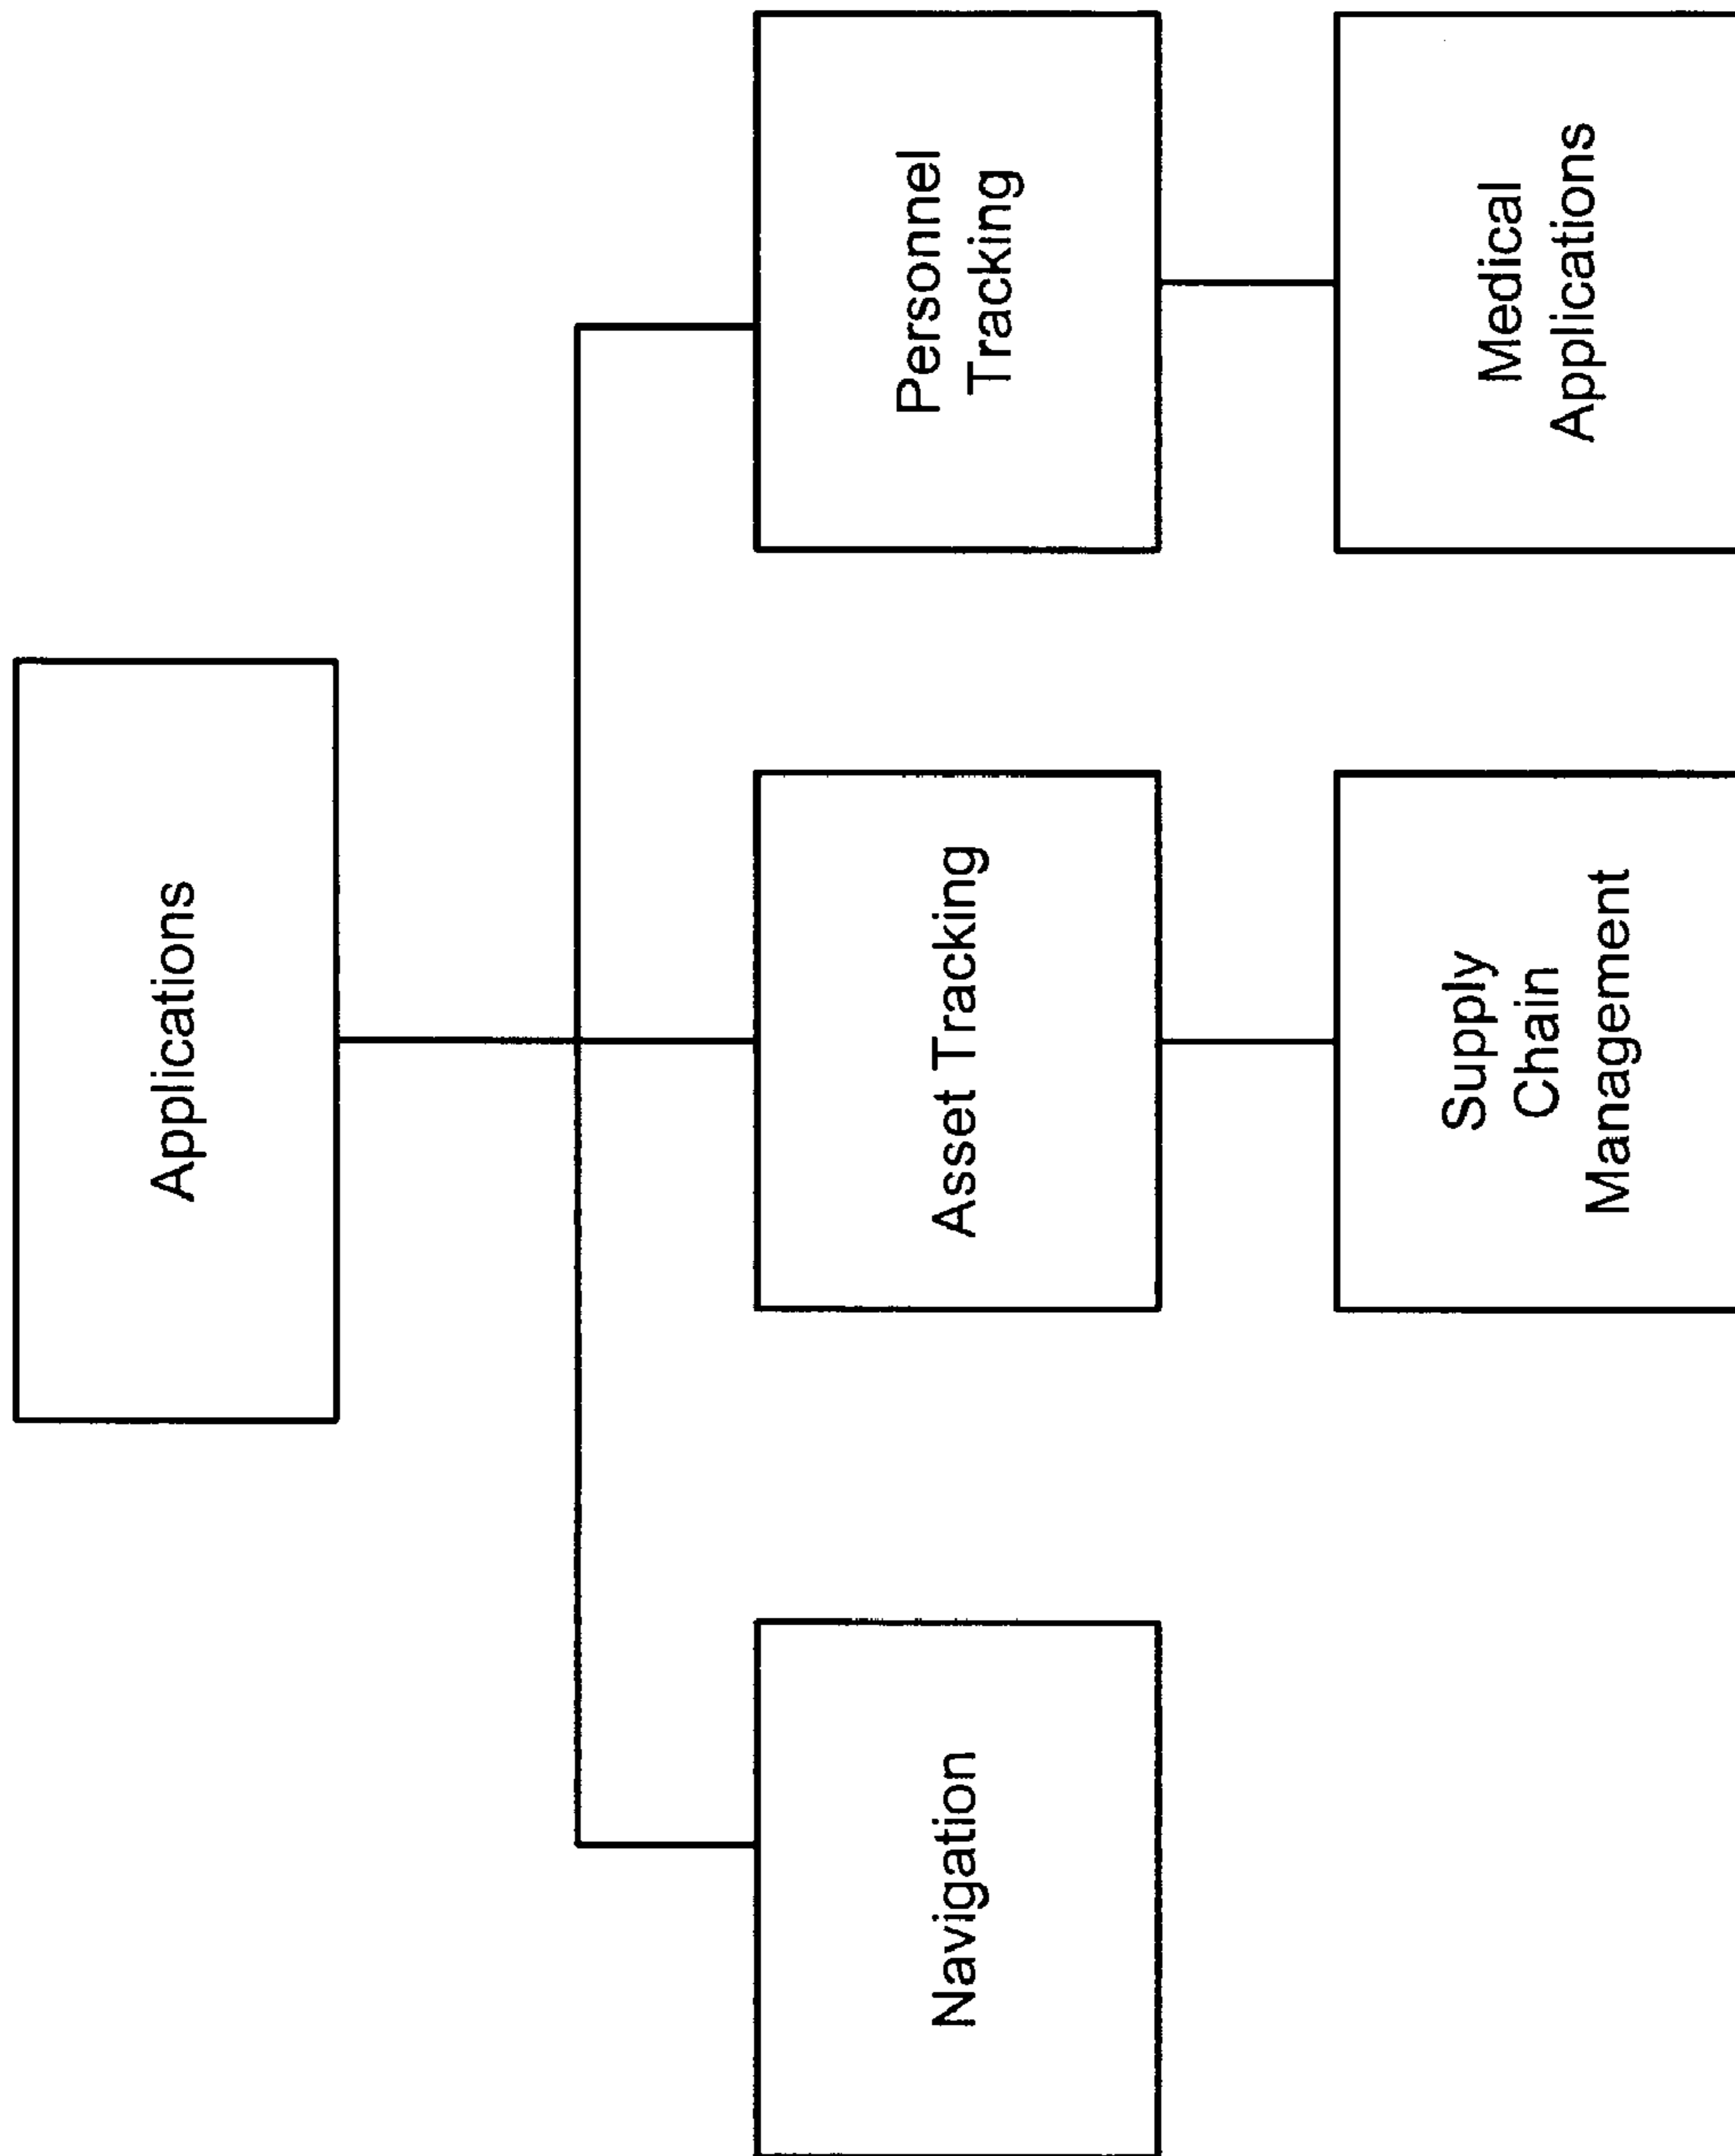 Applications
Navigation
Asset Tracking
Personnel
Tracking
Supply
Chain
Management
Medical
Applications